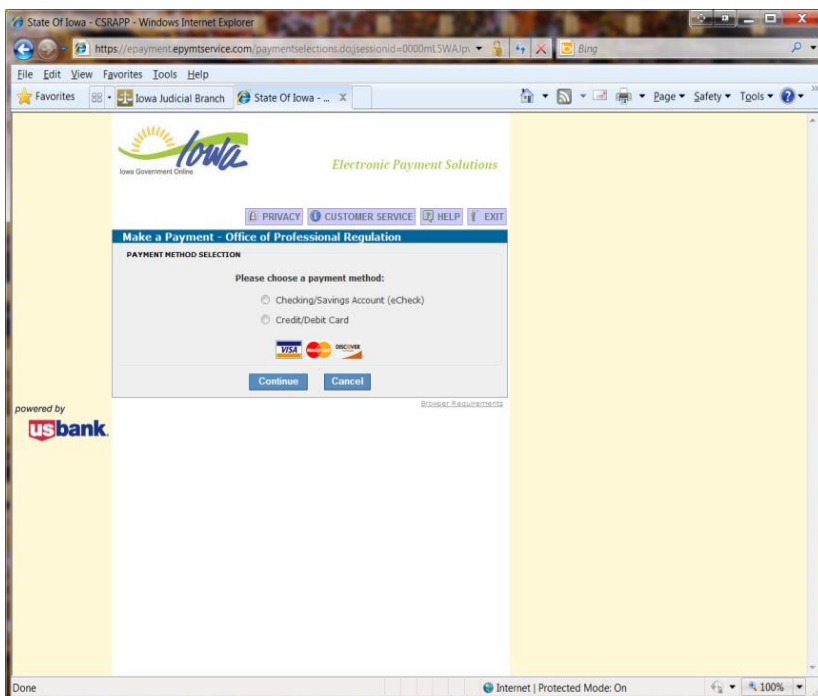 State Of Iowa - CSRAPP - Windows Internet Explorer
https://epayment.epymtservice.com/paymentselections.do;jsessionid=0000mL5WAJp
Bing
File Edit View Favorites Tools Help
Favorites Iowa Judicial Branch State Of Iowa - ... X Page Safety Tools
Iowa
Iowa Government Online
Electronic Payment Solutions
PRIVACY CUSTOMER SERVICE HELP EXIT
Make a Payment - Office of Professional Regulation
PAYMENT METHOD SELECTION
Please choose a payment method:
Checking/Savings Account (eCheck)
Credit/Debit Card
VISA MasterCard DISCOVER
Continue Cancel
Browser Requirements
powered by
usbank.
Done Internet | Protected Mode: On 100%